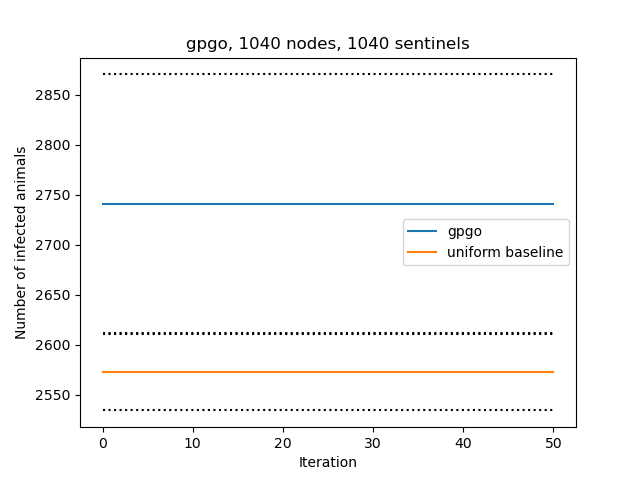 gpgo, 1040 nodes, 1040 sentinels
2850
2800
2750
2700
2650
2600
2550
Number of infected animals
gpgo
uniform baseline
0 10 20 30 40 50
Iteration